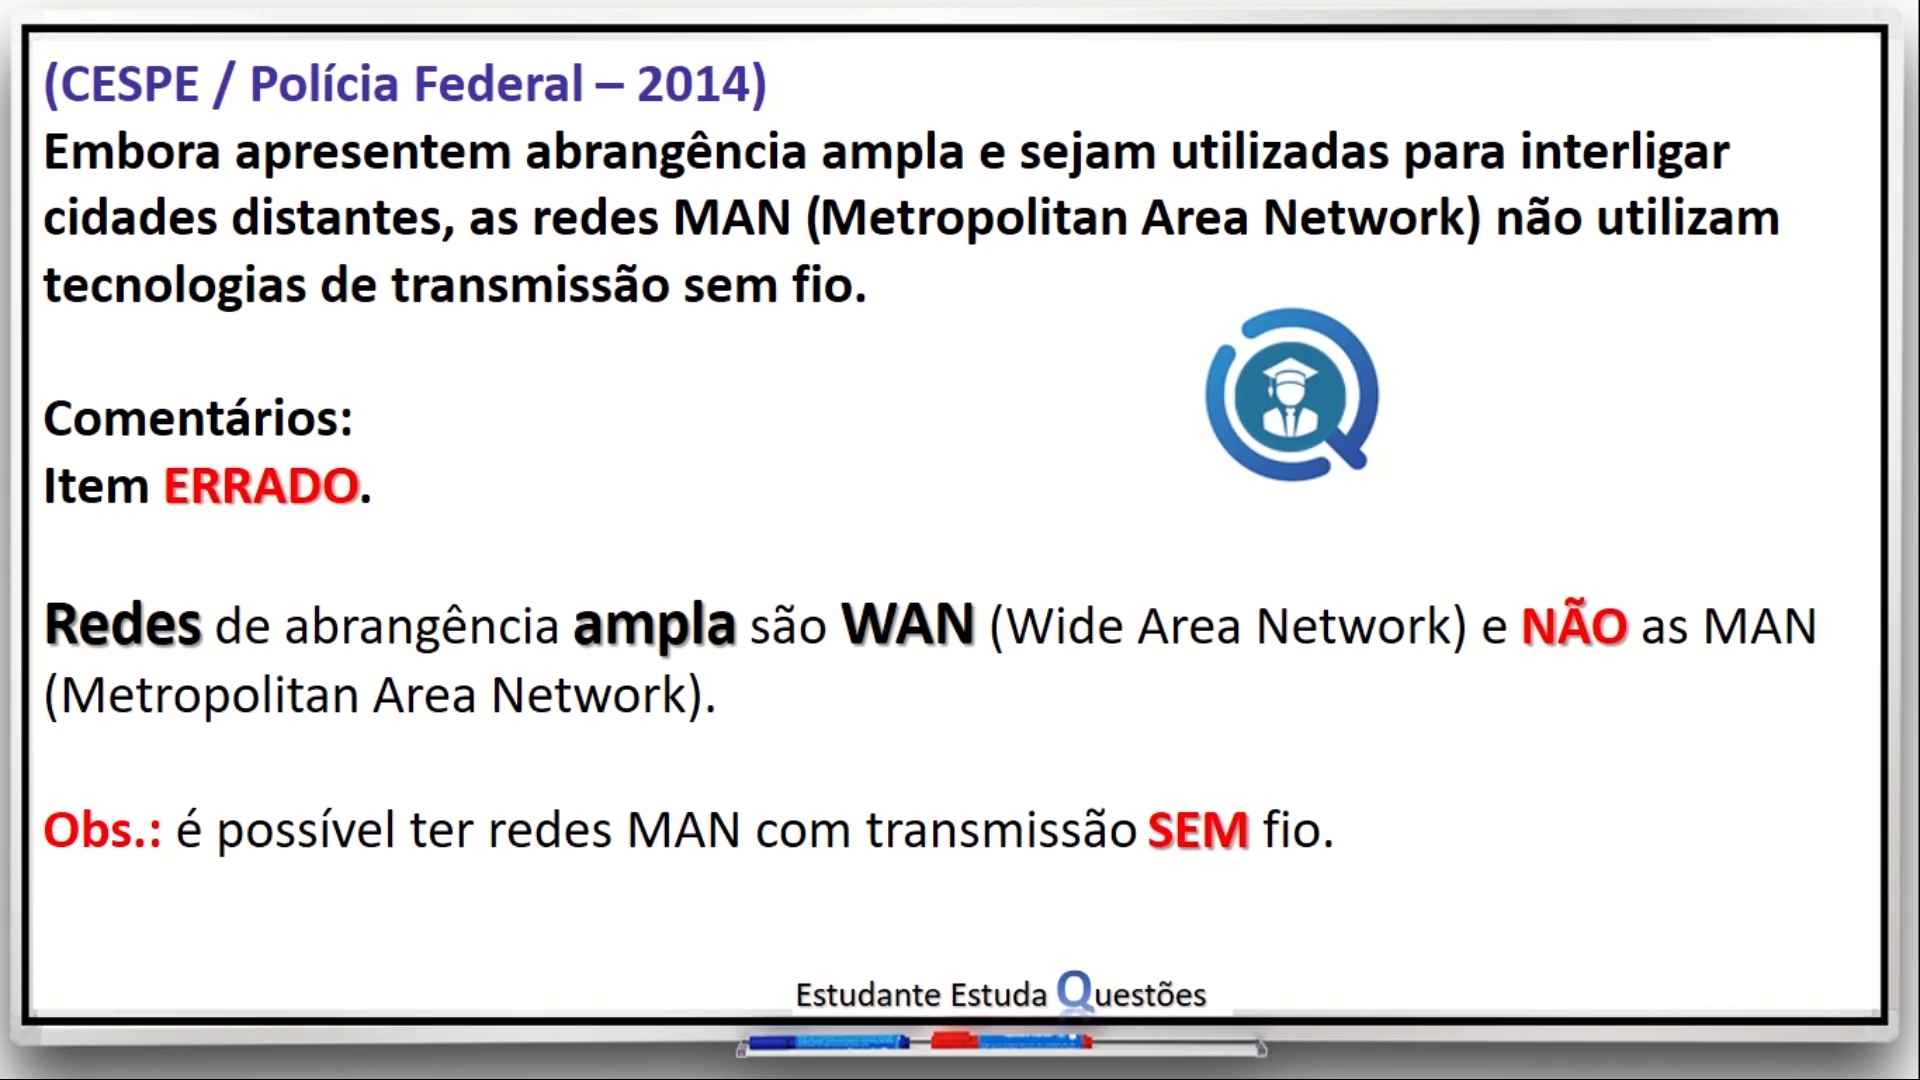 (CESPE / Polícia Federal – 2014)
Embora apresentem abrangência ampla e sejam utilizadas para interligar
cidades distantes, as redes MAN (Metropolitan Area Network) não utilizam
tecnologias de transmissão sem fio.
Comentários:
Item ERRADO.
Redes de abrangência ampla são WAN (Wide Area Network) e NÃO as MAN
(Metropolitan Area Network).
Obs.: é possível ter redes MAN com transmissão SEM fio.
Estudante Estuda Questões